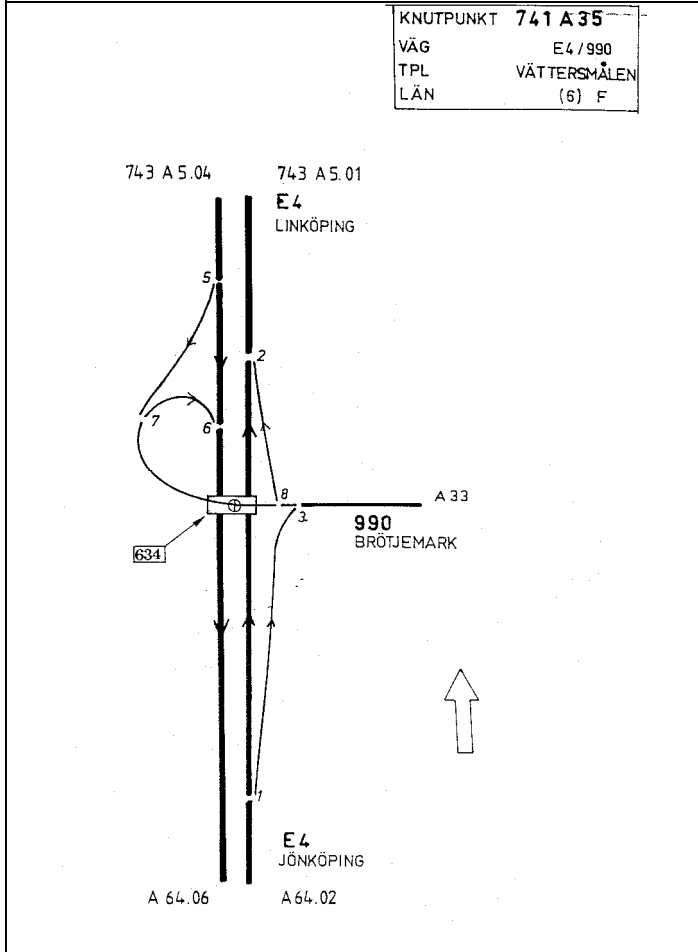 KNUTPUNKT 741 A 35
VÄG E4/990
TPL VÄTTERSMÅLEN
LÄN (6) F
743 A 5.04 743 A 5.01
E4
LINKÖPING
5
2
7
6
8
3
A 33
990
BRÖTJEMARK
634
1
E4
JÖNKÖPING
A 64.06 A 64.02